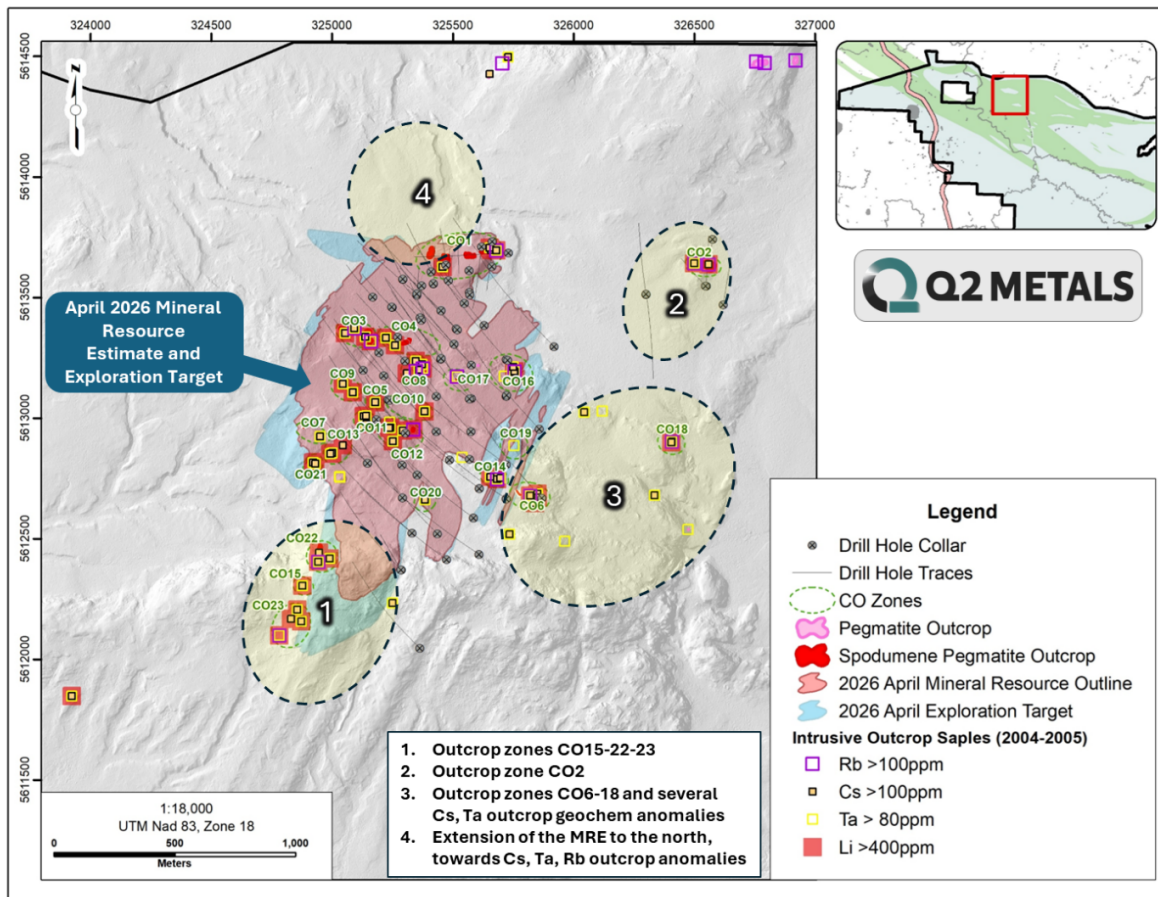 324000
324500
325000
325500
326000
326500
327000
5614500
5614000
5613500
5613000
5612500
5612000
5611500
4
CO1
CO2
2
April 2026 Mineral
Resource
Estimate and
Exploration Target
CO3
CO4
CO9
CO8
CO17
CO16
CO5
CO10
CO7
CO13
CO11
CO12
CO19
CO18
CO21
CO14
CO20
CO6
3
CO22
CO15
CO23
1
Q2 METALS
Legend
Drill Hole Collar
Drill Hole Traces
CO Zones
Pegmatite Outcrop
Spodumene Pegmatite Outcrop
2026 April Mineral Resource Outline
2026 April Exploration Target
Intrusive Outcrop Saples (2004-2005)
Rb >100ppm
Cs >100ppm
Ta > 80ppm
Li >400ppm
1. Outcrop zones CO15-22-23
2. Outcrop zone CO2
3. Outcrop zones CO6-18 and several
Cs, Ta outcrop geochem anomalies
4. Extension of the MRE to the north,
towards Cs, Ta, Rb outcrop anomalies
1:18,000
UTM Nad 83, Zone 18
0 500 1,000
Meters